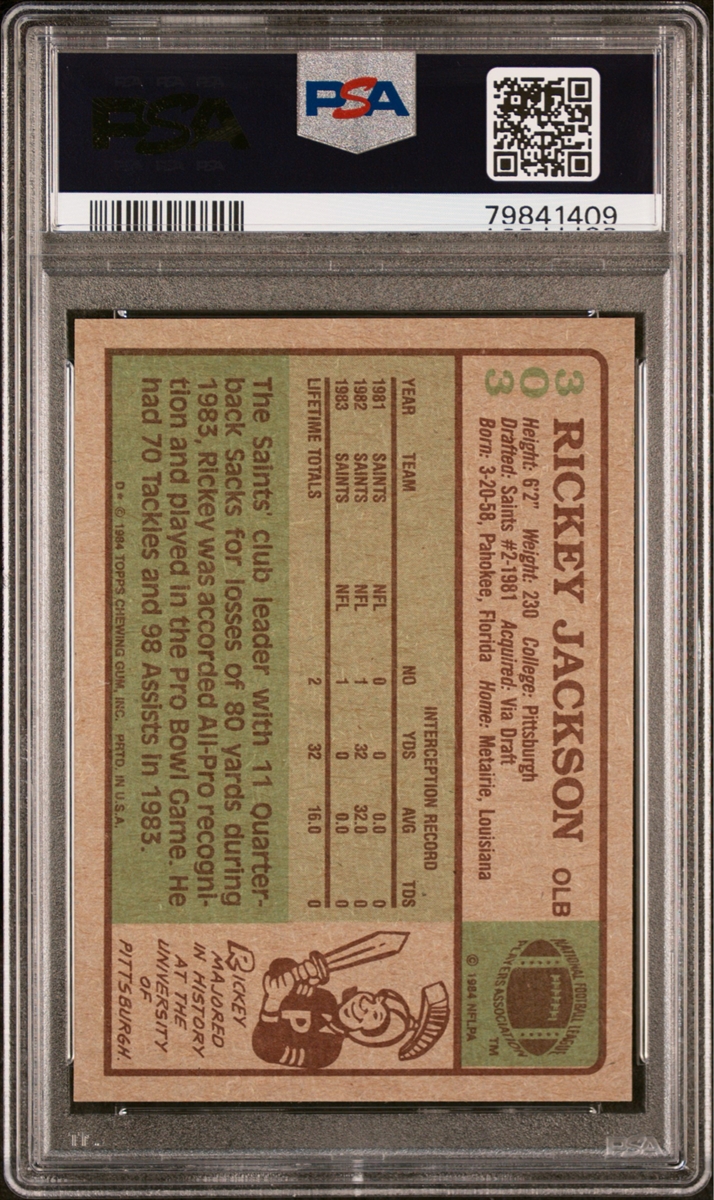 PSA
PSA
79841409
303
RICKEY JACKSON OLB
Height: 6'2" Weight: 230 College: Pittsburgh
Drafted: Saints #2-1981 Acquired: Via Draft
Born: 3-20-58, Pahokee, Florida Home: Metairie, Louisiana
NATIONAL FOOTBALL LEAGUE
PLAYERS ASSOCIATION
TM
© 1984 NFLPA
INTERCEPTION RECORD
YEAR TEAM NO YDS AVG TDS
1981 SAINTS NFL 0 0 0.0 0
1982 SAINTS NFL 1 32 32.0 0
1983 SAINTS NFL 1 0 0.0 0
LIFETIME TOTALS 2 32 16.0 0
The Saints' club leader with 11 Quarter-
back Sacks for losses of 80 yards during
1983, Rickey was accorded All-Pro recogni-
tion and played in the Pro Bowl Game. He
had 70 Tackles and 98 Assists in 1983.
D* © 1984 TOPPS CHEWING GUM, INC. PRTD. IN U.S.A.
P
RICKEY
MAJORED
IN HISTORY
AT THE
UNIVERSITY
OF
PITTSBURGH.
PSA